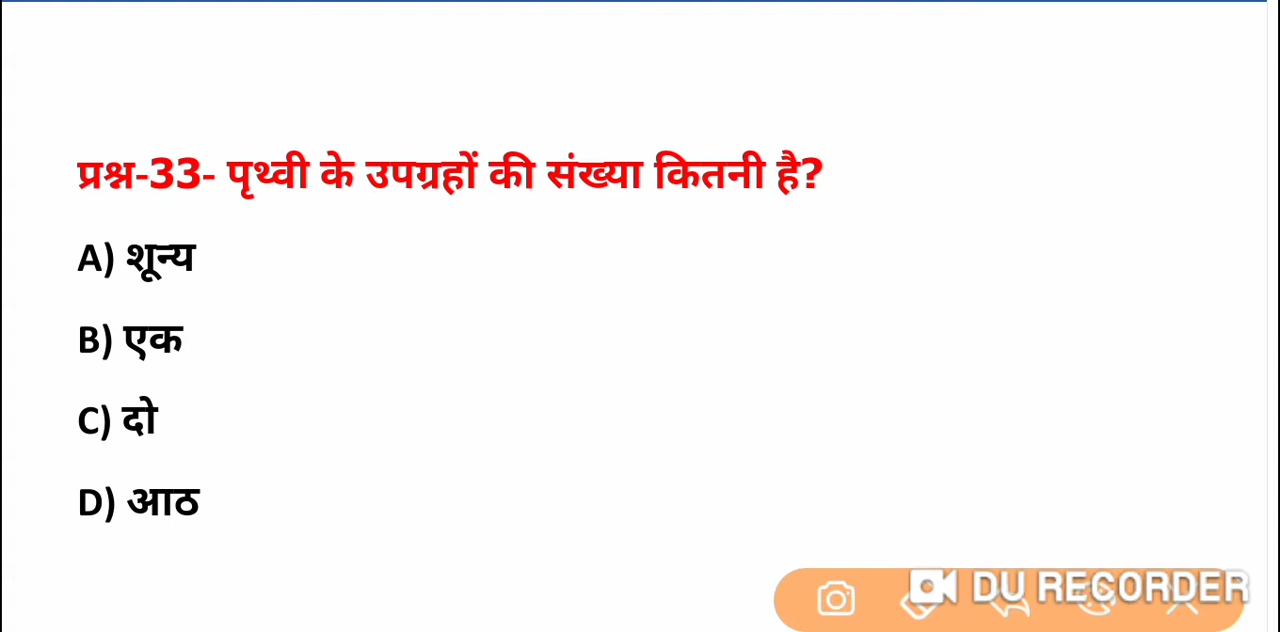 प्रश्न-33- पृथ्वी के उपग्रहों की संख्या कितनी है?
A) शून्य
B) एक
C) दो
D) आठ
DU RECORDER